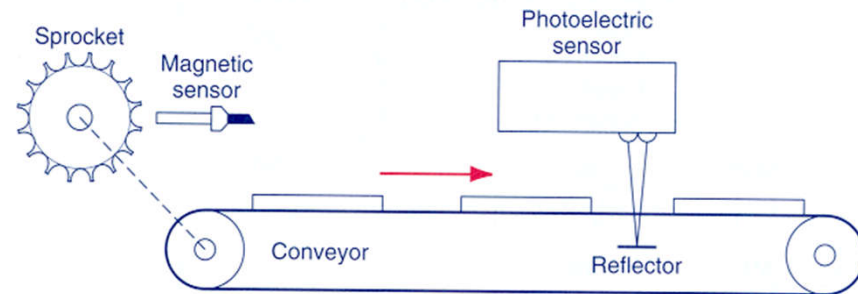 Sprocket
Magnetic
sensor
Photoelectric
sensor
Conveyor
Reflector